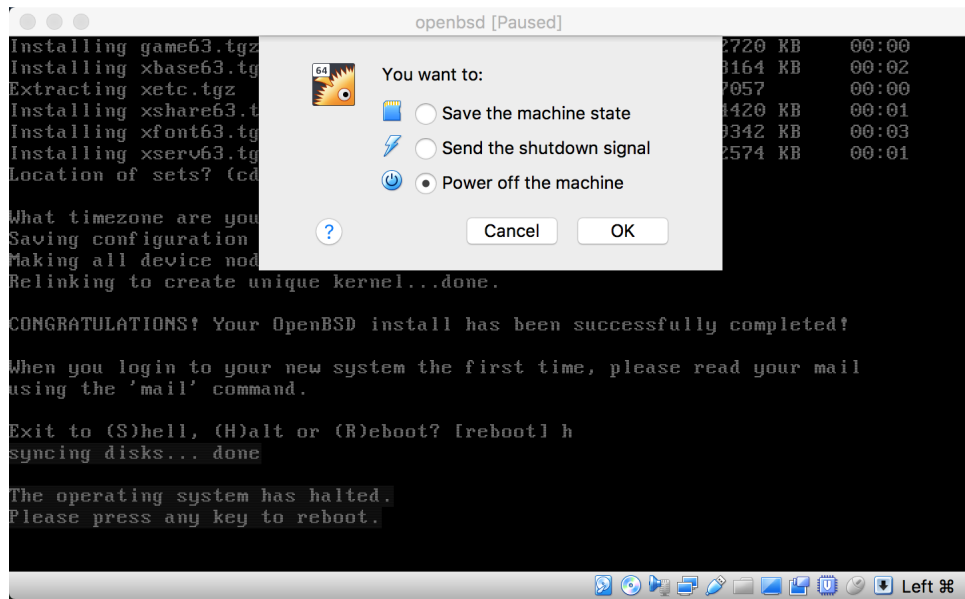 openbsd [Paused]
Installing game63.tgz 2720 KB 00:00
Installing xbase63.tg 3164 KB 00:02
Extracting xetc.tgz 7057 00:00
Installing xshare63.t 4420 KB 00:01
Installing xfont63.tg 9342 KB 00:03
Installing xserv63.tg 2574 KB 00:01
Location of sets? (cd
What timezone are you
Saving configuration
Making all device nod
Relinking to create unique kernel...done.
CONGRATULATIONS! Your OpenBSD install has been successfully completed!
When you login to your new system the first time, please read your mail
using the 'mail' command.
Exit to (S)hell, (H)alt or (R)eboot? [reboot] h
syncing disks... done
The operating system has halted.
Please press any key to reboot.
64
You want to:
Save the machine state
Send the shutdown signal
Power off the machine
?
Cancel OK
Left ⌘